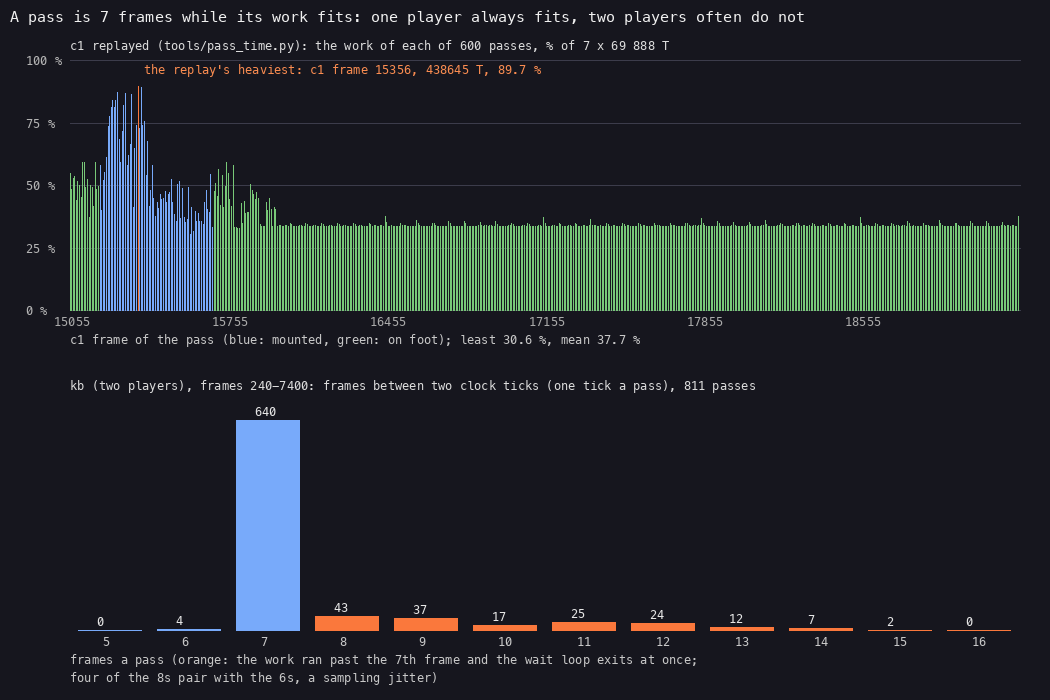 A pass is 7 frames while its work fits: one player always fits, two players often do not
c1 replayed (tools/pass_time.py): the work of each of 600 passes, % of 7 x 69 888 T
100 %
the replay's heaviest: c1 frame 15356, 438645 T, 89.7 %
75 %
50 %
25 %
0 %
15055 15755 16455 17155 17855 18555
c1 frame of the pass (blue: mounted, green: on foot); least 30.6 %, mean 37.7 %
kb (two players), frames 240–7400: frames between two clock ticks (one tick a pass), 811 passes
0 4 640 43 37 17 25 24 12 7 2 0
5 6 7 8 9 10 11 12 13 14 15 16
frames a pass (orange: the work ran past the 7th frame and the wait loop exits at once;
four of the 8s pair with the 6s, a sampling jitter)